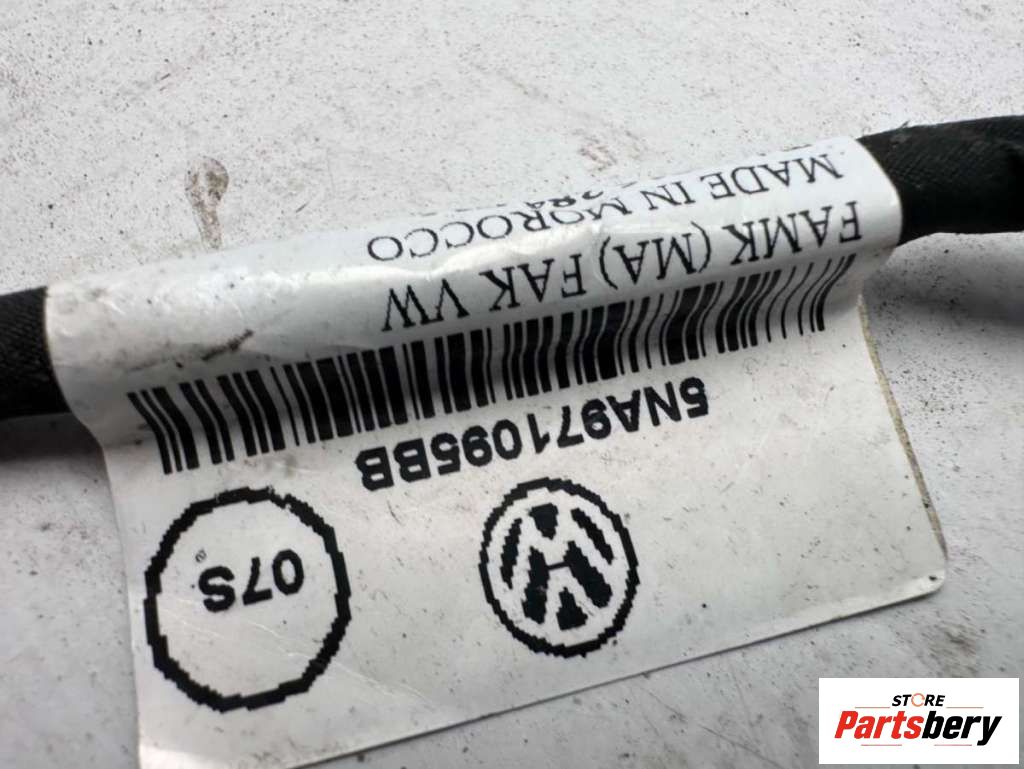 07S
5NA971095BB
FAMK (MA) FAK VW
MADE IN MOROCCO
STORE
Partsbery